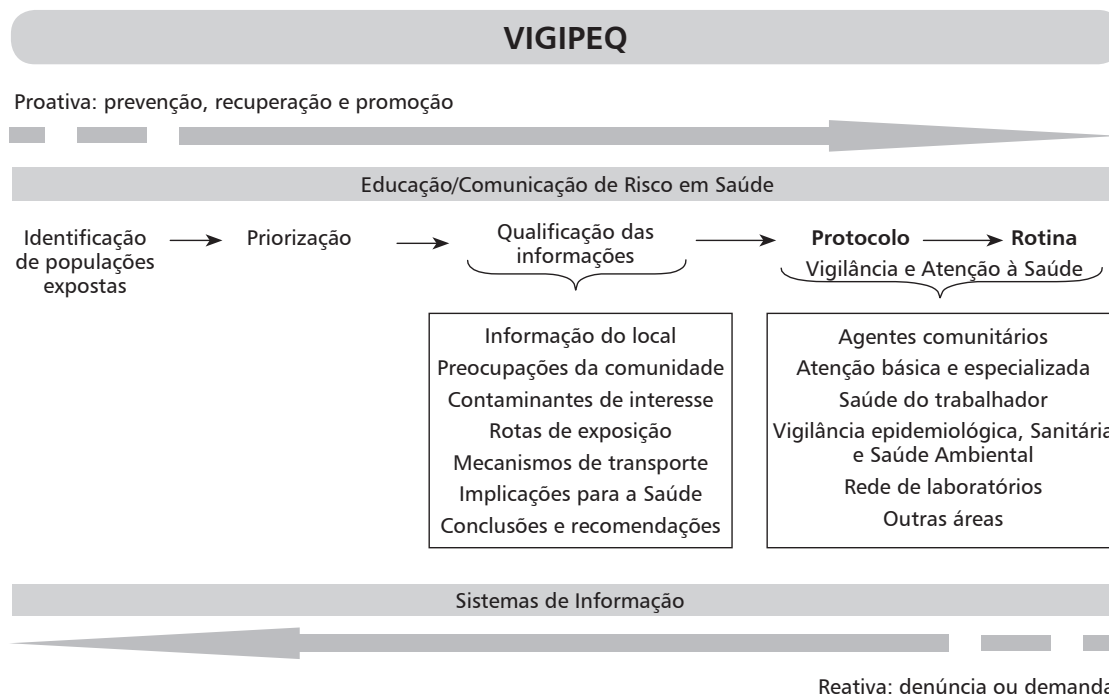 VIGIPEQ
Proativa: prevenção, recuperação e promoção
Educação/Comunicação de Risco em Saúde
Identificação
de populações
expostas
Priorização
Qualificação das
informações
Protocolo
Rotina
Vigilância e Atenção à Saúde
Informação do local
Preocupações da comunidade
Contaminantes de interesse
Rotas de exposição
Mecanismos de transporte
Implicações para a Saúde
Conclusões e recomendações
Agentes comunitários
Atenção básica e especializada
Saúde do trabalhador
Vigilância epidemiológica, Sanitária
e Saúde Ambiental
Rede de laboratórios
Outras áreas
Sistemas de Informação
Reativa: denúncia ou demanda